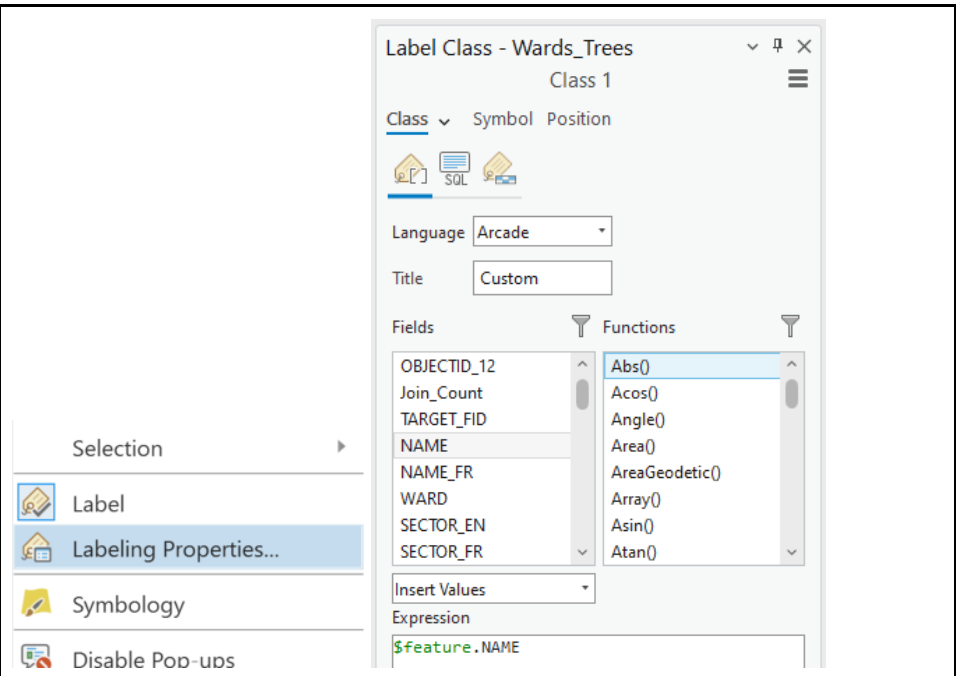 Selection
Label
Labeling Properties...
Symbology
Disable Pop-ups
Label Class - Wards_Trees
Class 1
Class Symbol Position
SQL
Language Arcade
Title Custom
Fields Functions
OBJECTID_12 Abs()
Join_Count Acos()
TARGET_FID Angle()
NAME Area()
NAME_FR AreaGeodetic()
WARD Array()
SECTOR_EN Asin()
SECTOR_FR Atan()
Insert Values
Expression
$feature.NAME